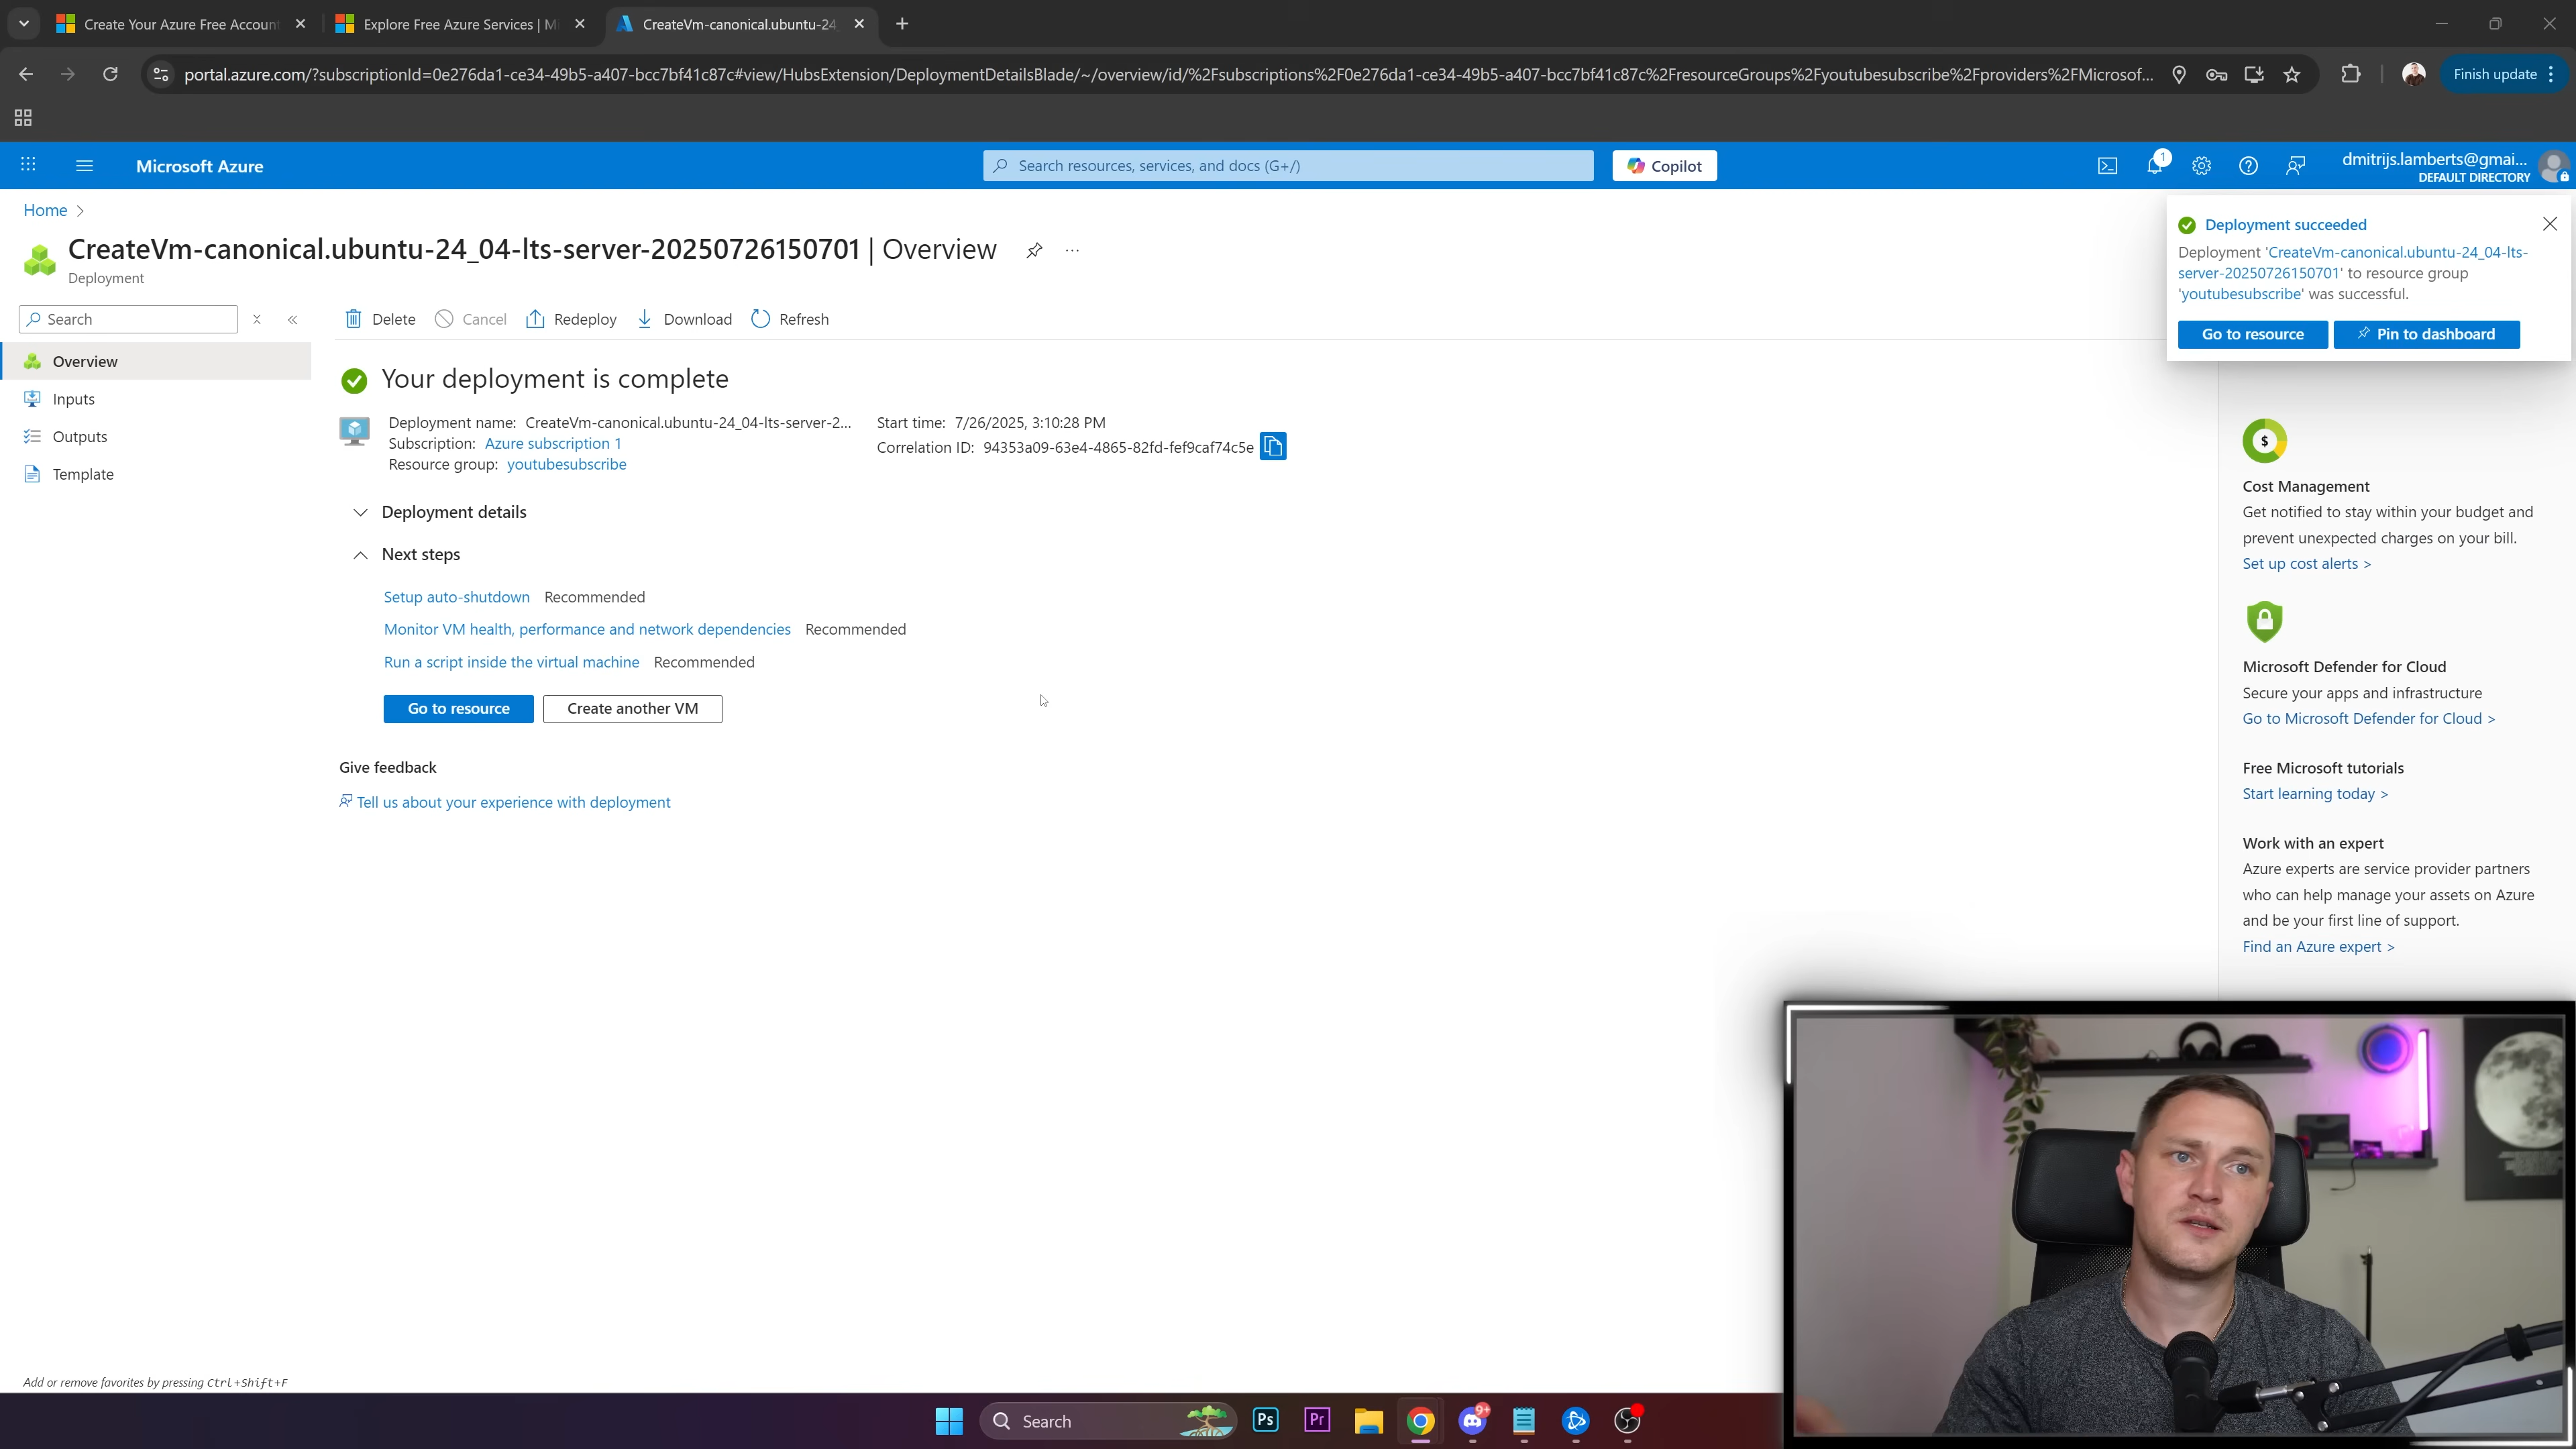 Create Your Azure Free Accoun
Explore Free Azure Services | M
CreateVm-canonical.ubuntu-24
portal.azure.com/?subscriptionId=0e276da1-ce34-49b5-a407-bcc7bf41c87c#view/HubsExtension/DeploymentDetailsBlade/~/overview/id/%2Fsubscriptions%2F0e276da1-ce34-49b5-a407-bcc7bf41c87c%2FresourceGroups%2Fyoutubesubscribe%2Fproviders%2FMicrosof...
Finish update
Microsoft Azure
Search resources, services, and docs (G+/)
Copilot
1
dmitrijs.lamberts@gmai...
DEFAULT DIRECTORY
Home
CreateVm-canonical.ubuntu-24_04-lts-server-20250726150701 | Overview
Deployment
Deployment succeeded
Deployment 'CreateVm-canonical.ubuntu-24_04-lts-
server-20250726150701' to resource group
'youtubesubscribe' was successful.
Go to resource
Pin to dashboard
Search
Delete
Cancel
Redeploy
Download
Refresh
Overview
Inputs
Outputs
Template
Your deployment is complete
Deployment name: CreateVm-canonical.ubuntu-24_04-lts-server-2...
Subscription: Azure subscription 1
Resource group: youtubesubscribe
Start time: 7/26/2025, 3:10:28 PM
Correlation ID: 94353a09-63e4-4865-82fd-fef9caf74c5e
Deployment details
Next steps
Setup auto-shutdown Recommended
Monitor VM health, performance and network dependencies Recommended
Run a script inside the virtual machine Recommended
Go to resource
Create another VM
Give feedback
Tell us about your experience with deployment
$
Cost Management
Get notified to stay within your budget and
prevent unexpected charges on your bill.
Set up cost alerts >
Microsoft Defender for Cloud
Secure your apps and infrastructure
Go to Microsoft Defender for Cloud >
Free Microsoft tutorials
Start learning today >
Work with an expert
Azure experts are service provider partners
who can help manage your assets on Azure
and be your first line of support.
Find an Azure expert >
Add or remove favorites by pressing Ctrl+Shift+F
Search
Ps
Pr
9+